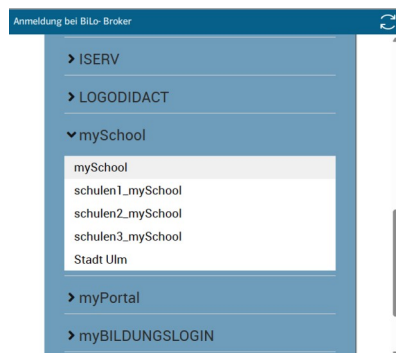 Anmeldung bei BiLo- Broker
ISERV
LOGODIDACT
mySchool
mySchool
schulen1_mySchool
schulen2_mySchool
schulen3_mySchool
Stadt Ulm
myPortal
myBILDUNGSLOGIN